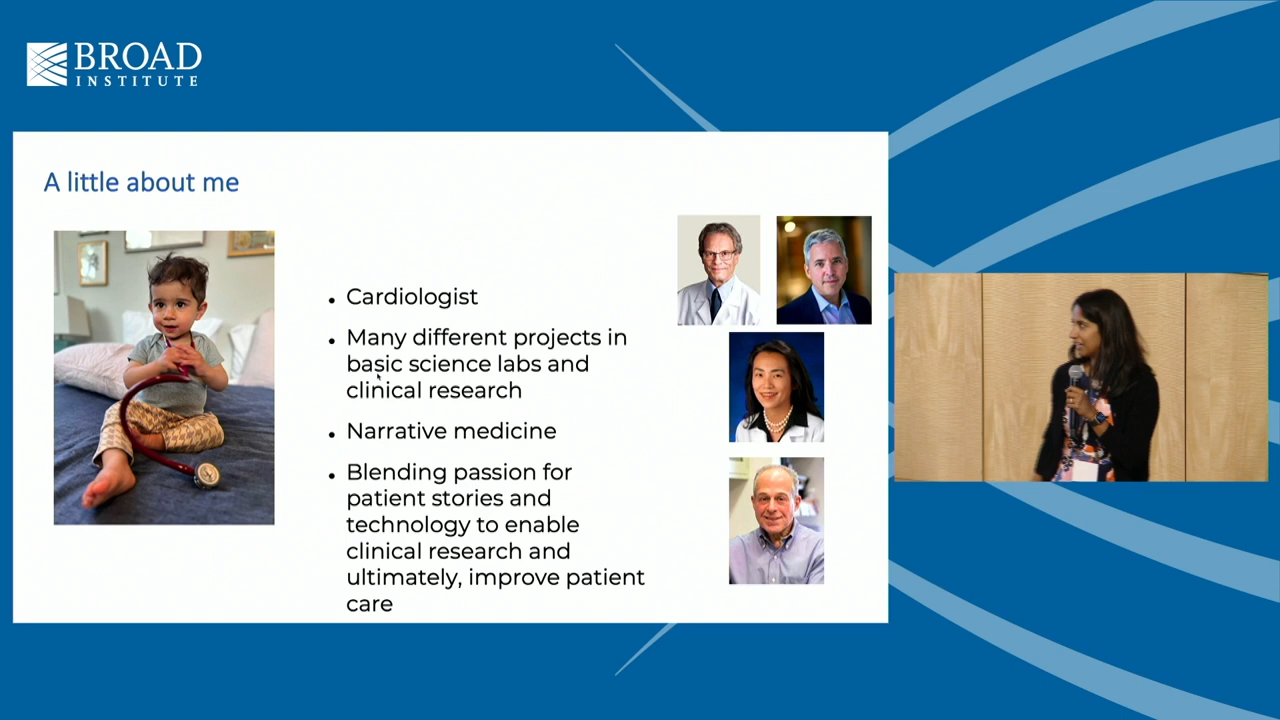 BROAD
INSTITUTE
A little about me
• Cardiologist
• Many different projects in
basic science labs and
clinical research
• Narrative medicine
• Blending passion for
patient stories and
technology to enable
clinical research and
ultimately, improve patient
care